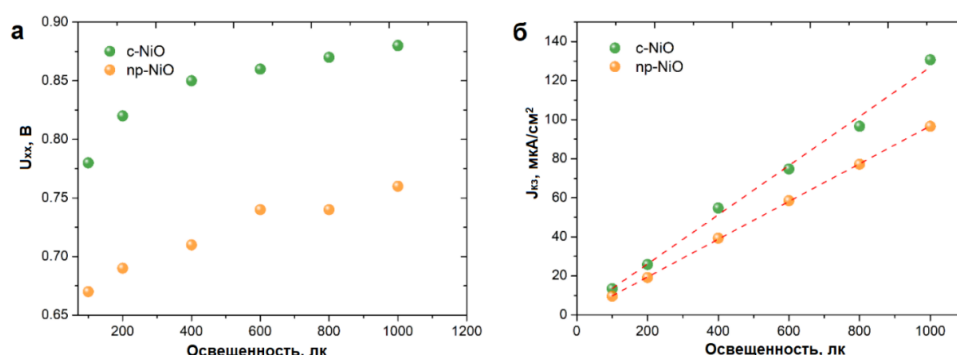 а
c-NiO
np-NiO
Uхх, В
0.90
0.85
0.80
0.75
0.70
0.65
200
400
600
800
1000
1200
Освещенность, лк
б
c-NiO
np-NiO
Jкз, мкА/см²
140
120
100
80
60
40
20
0
0
200
400
600
800
1000
Освещенность, лк